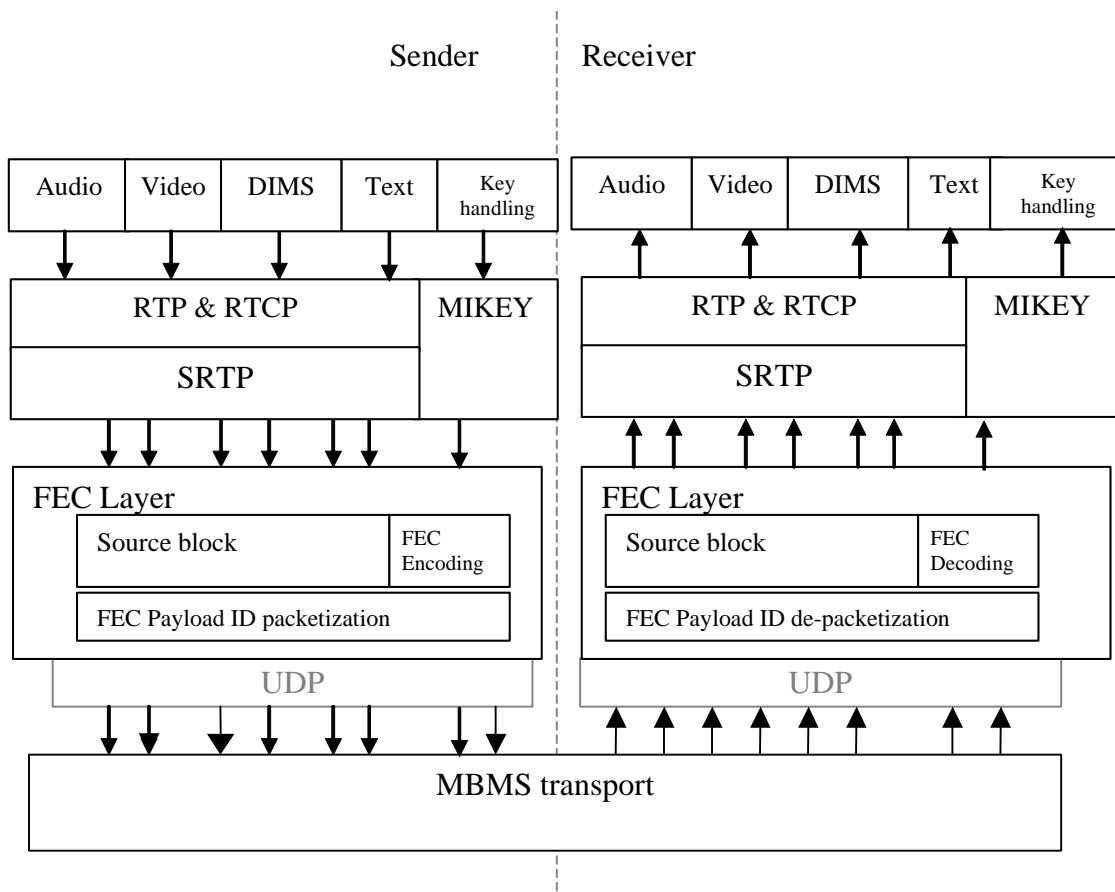 Sender
Receiver
Audio
Video
DIMS
Text
Key
handling
Audio
Video
DIMS
Text
Key
handling
RTP & RTCP
MIKEY
SRTP
RTP & RTCP
MIKEY
SRTP
FEC Layer
Source block
FEC
Encoding
FEC Payload ID packetization
FEC Layer
Source block
FEC
Decoding
FEC Payload ID de-packetization
UDP
UDP
MBMS transport